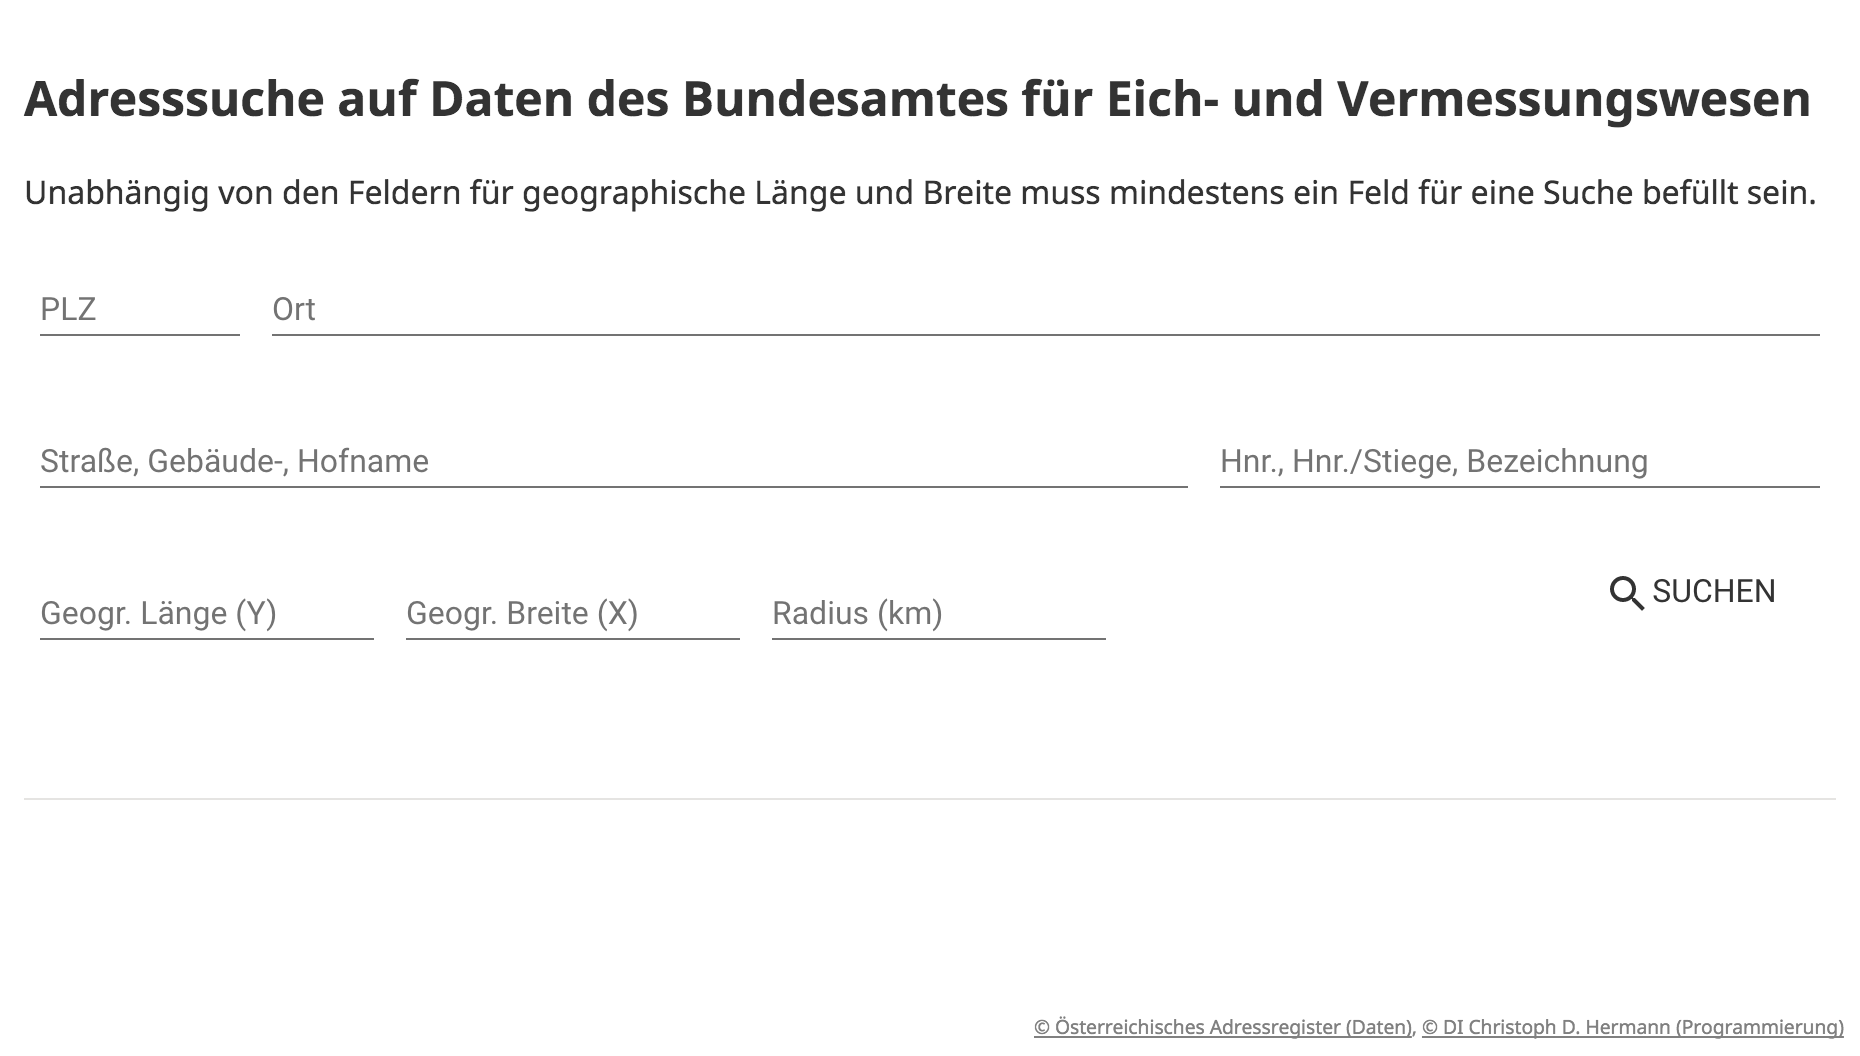 Adresssuche auf Daten des Bundesamtes für Eich- und Vermessungswesen
Unabhängig von den Feldern für geographische Länge und Breite muss mindestens ein Feld für eine Suche befüllt sein.
PLZ Ort
Straße, Gebäude-, Hofname Hnr., Hnr./Stiege, Bezeichnung
Geogr. Länge (Y) Geogr. Breite (X) Radius (km) SUCHEN
© Österreichisches Adressregister (Daten), © DI Christoph D. Hermann (Programmierung)